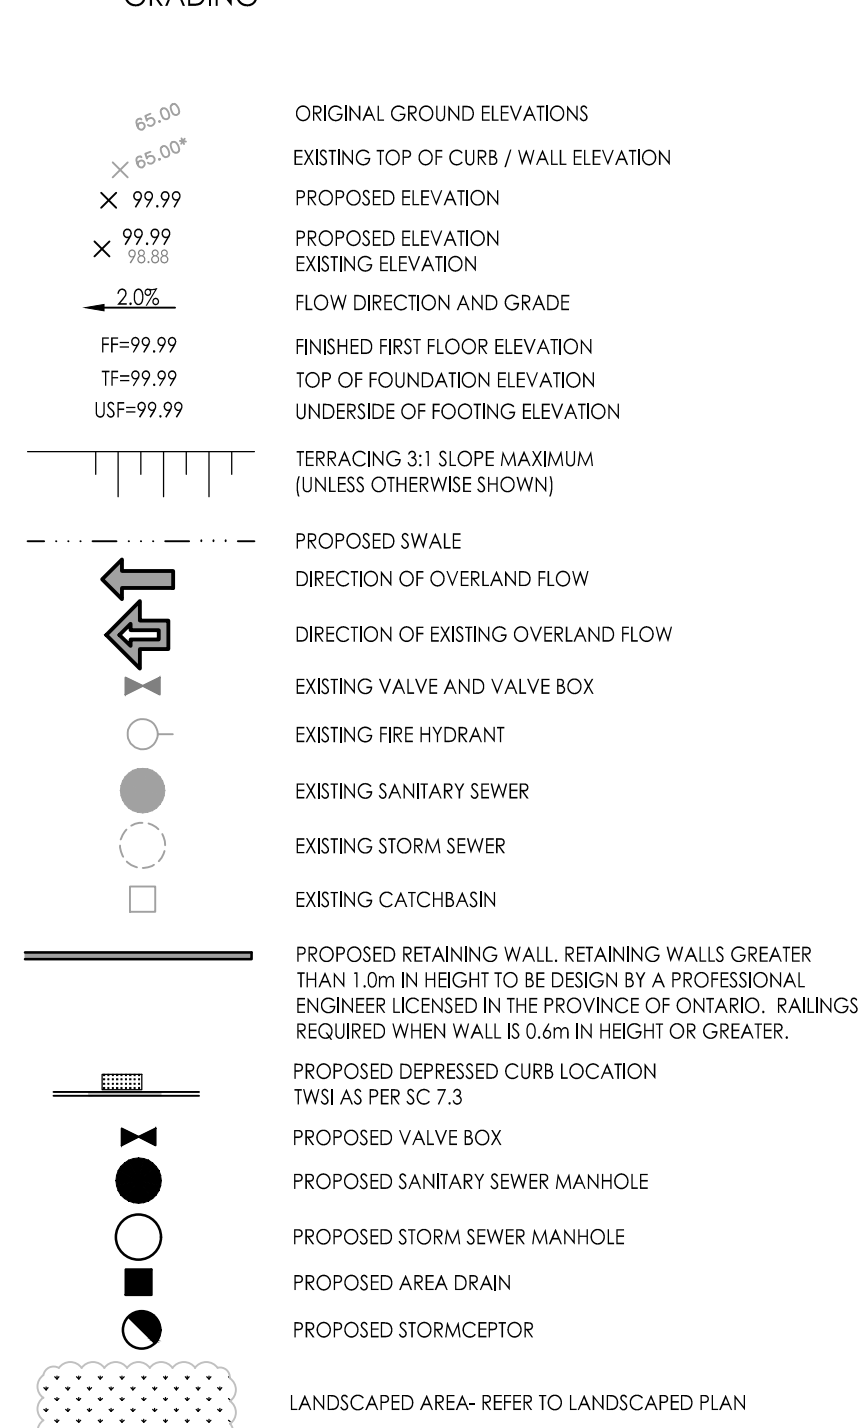 GRADING
65.00 ORIGINAL GROUND ELEVATIONS
65.00* EXISTING TOP OF CURB / WALL ELEVATION
99.99 PROPOSED ELEVATION
99.99 PROPOSED ELEVATION
98.88 EXISTING ELEVATION
2.0% FLOW DIRECTION AND GRADE
FF=99.99 FINISHED FIRST FLOOR ELEVATION
TF=99.99 TOP OF FOUNDATION ELEVATION
USF=99.99 UNDERSIDE OF FOOTING ELEVATION
TERRACING 3:1 SLOPE MAXIMUM
(UNLESS OTHERWISE SHOWN)
PROPOSED SWALE
DIRECTION OF OVERLAND FLOW
DIRECTION OF EXISTING OVERLAND FLOW
EXISTING VALVE AND VALVE BOX
EXISTING FIRE HYDRANT
EXISTING SANITARY SEWER
EXISTING STORM SEWER
EXISTING CATCHBASIN
PROPOSED RETAINING WALL. RETAINING WALLS GREATER
THAN 1.0m IN HEIGHT TO BE DESIGN BY A PROFESSIONAL
ENGINEER LICENSED IN THE PROVINCE OF ONTARIO. RAILINGS
REQUIRED WHEN WALL IS 0.6m IN HEIGHT OR GREATER.
PROPOSED DEPRESSED CURB LOCATION
TWSI AS PER SC 7.3
PROPOSED VALVE BOX
PROPOSED SANITARY SEWER MANHOLE
PROPOSED STORM SEWER MANHOLE
PROPOSED AREA DRAIN
PROPOSED STORMCEPTOR
LANDSCAPED AREA- REFER TO LANDSCAPED PLAN